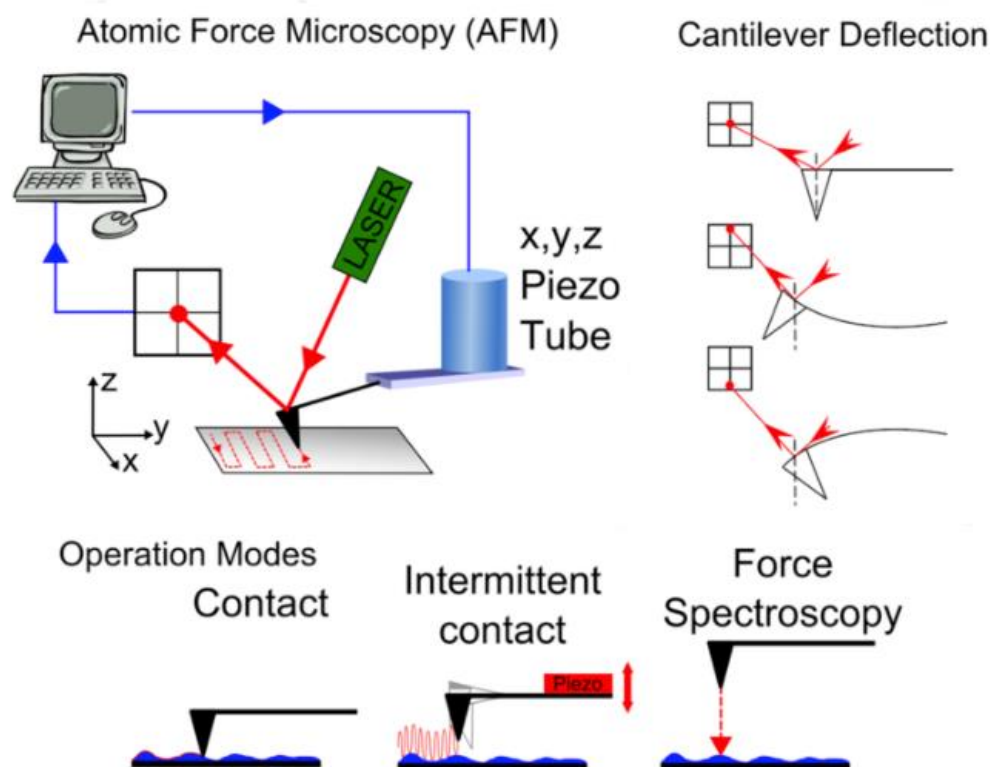 Atomic Force Microscopy (AFM)
Cantilever Deflection
LASER
x,y,z
Piezo
Tube
z
y
x
Operation Modes
Contact
Intermittent
contact
Piezo
Force
Spectroscopy